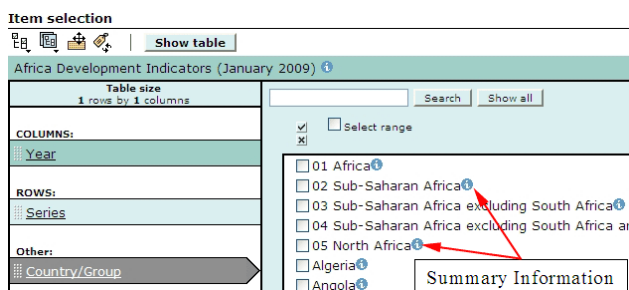 Item selection
Show table
Africa Development Indicators (January 2009)
Table size
1 rows by 1 columns
Search Show all
Select range
COLUMNS:
Year
ROWS:
Series
Other:
Country/Group
01 Africa
02 Sub-Saharan Africa
03 Sub-Saharan Africa excluding South Africa
04 Sub-Saharan Africa excluding South Africa
05 North Africa
Algeria
Angola
Summary Information